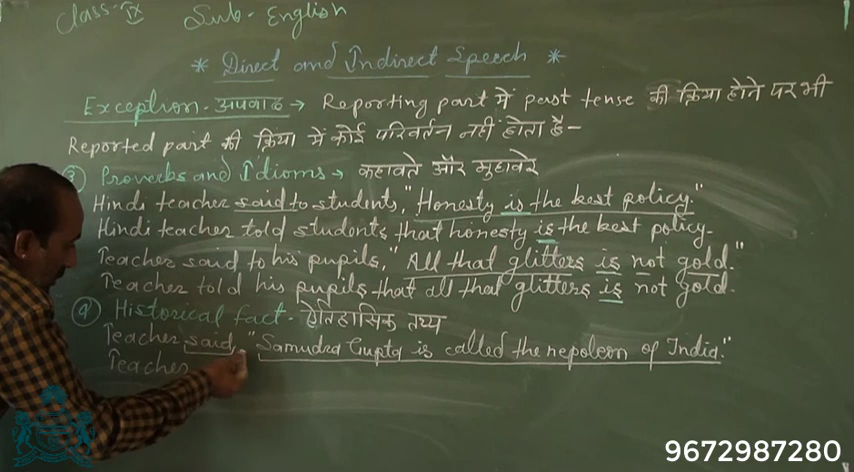 Class-IX Sub- English
* Direct and Indirect Speech *
Exception - अपवाद → Reporting part में past tense की क्रिया होने पर भी
Reported part की क्रिया में कोई परिवर्तन नहीं होता है-
③ Proverbs and Idioms → कहावते और मुहावरे
Hindi teacher said to students, "Honesty is the best policy."
Hindi teacher told students that honesty is the best policy.
Teacher said to his pupils, "All that glitters is not gold."
Teacher told his pupils that all that glitters is not gold.
④ Historical fact - ऐतिहासिक तथ्य
Teacher said, "Samudra Gupta is called the nepoleon of India."
Teacher
9672987280